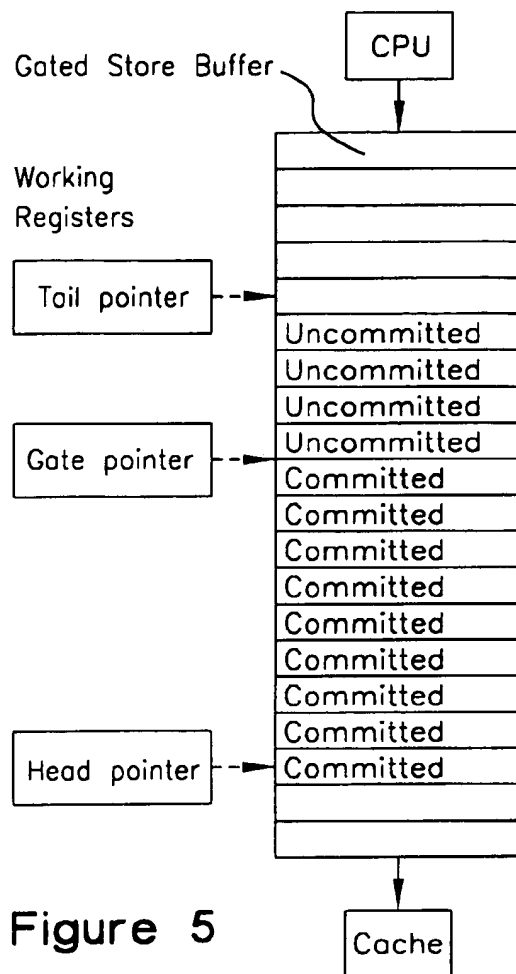 CPU
Gated Store Buffer
Working
Registers
Tail pointer
Uncommitted
Uncommitted
Uncommitted
Uncommitted
Gate pointer
Committed
Committed
Committed
Committed
Committed
Committed
Committed
Committed
Head pointer
Committed
Figure 5
Cache